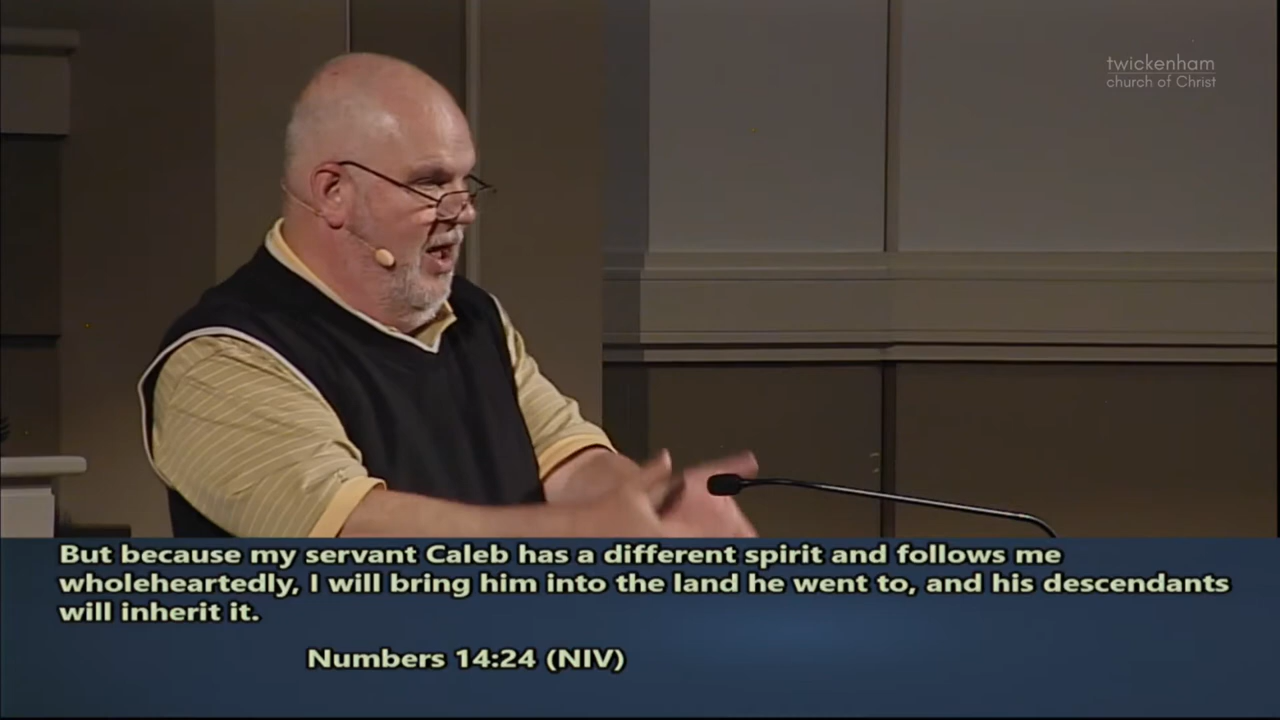 twickenham
church of Christ
But because my servant Caleb has a different spirit and follows me
wholeheartedly, I will bring him into the land he went to, and his descendants
will inherit it.
Numbers 14:24 (NIV)